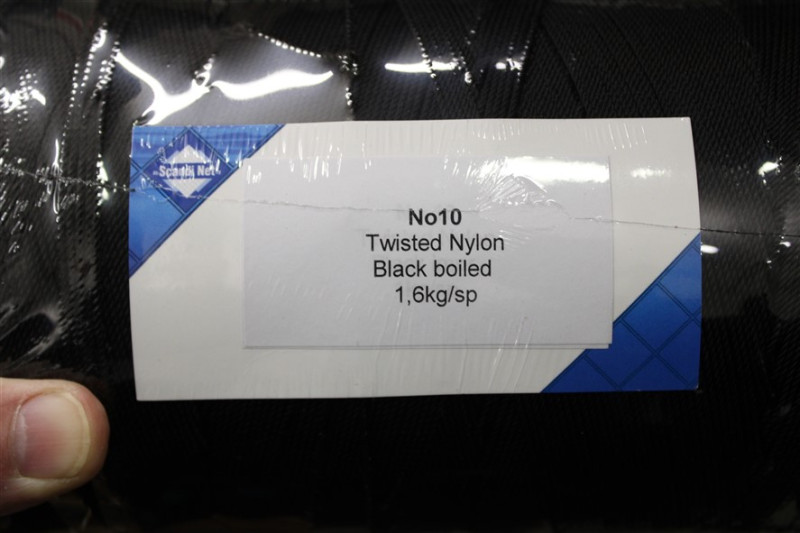 Scandi Net
No10
Twisted Nylon
Black boiled
1,6kg/sp